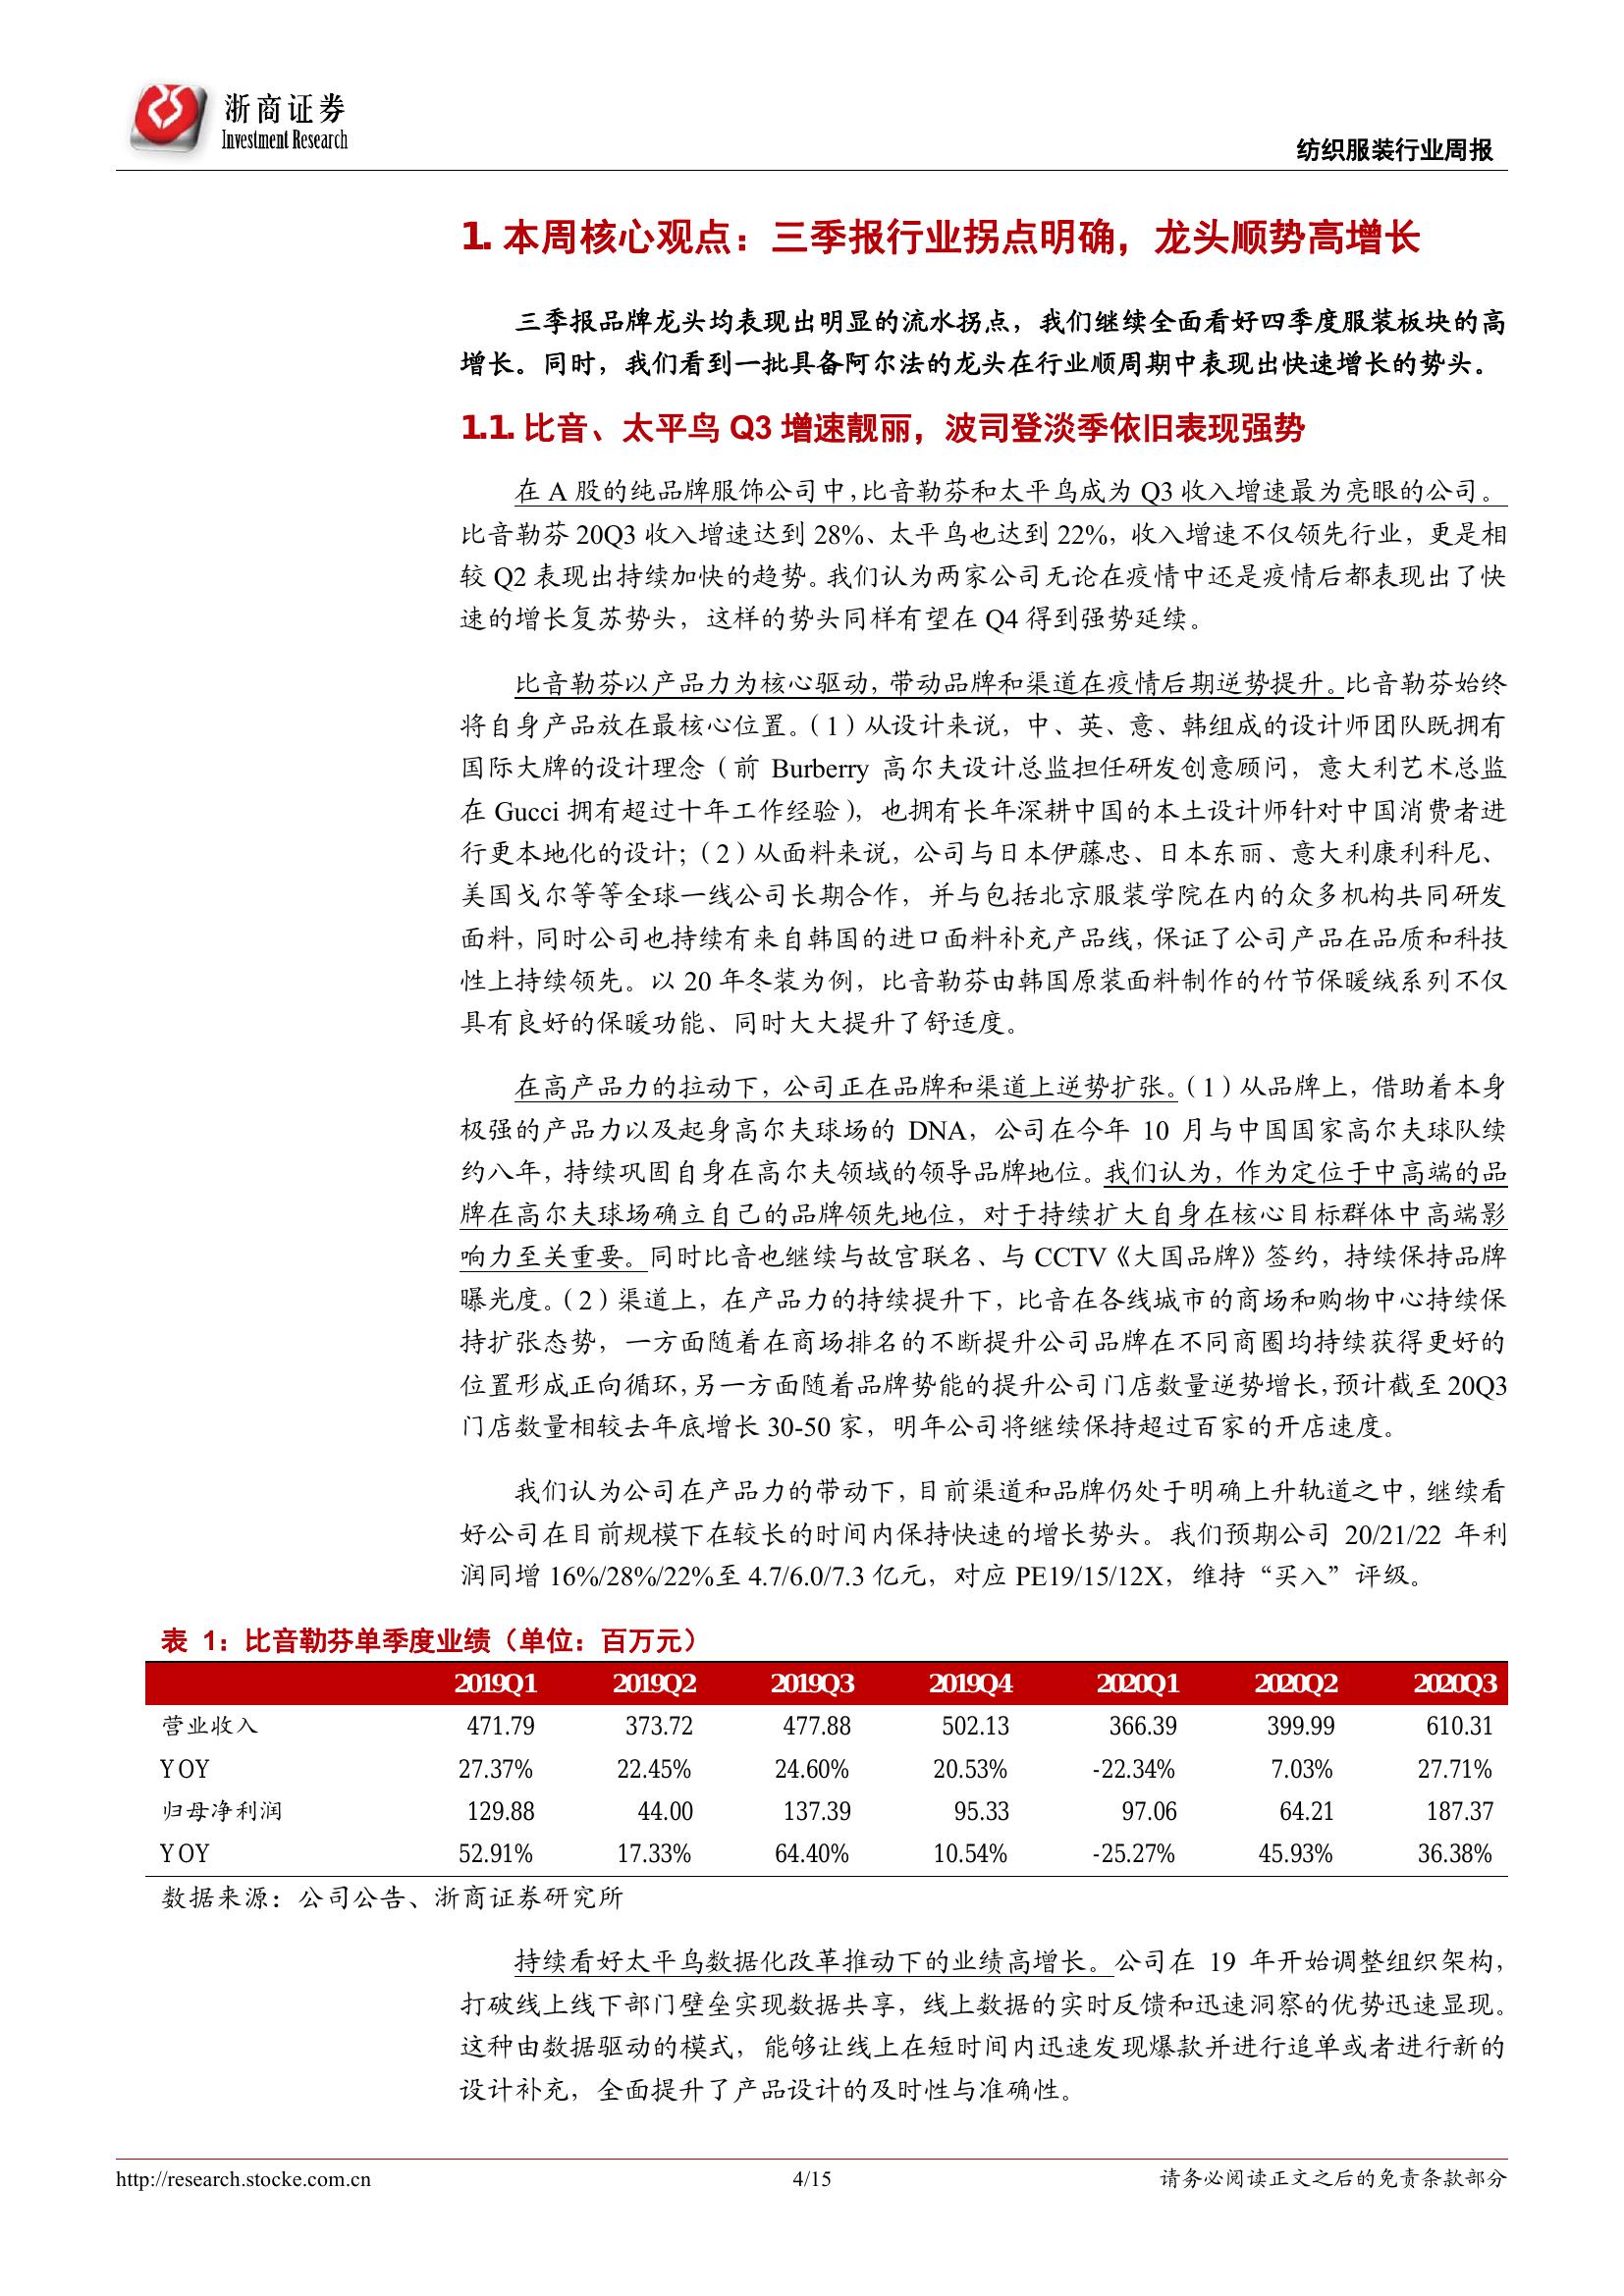 浙商证券
Investment Research
纺织服装行业周报
1. 本周核心观点：三季报行业拐点明确，龙头顺势高增长
三季报品牌龙头均表现出明显的流水拐点，我们继续全面看好四季度服装板块的高
增长。同时，我们看到一批具备阿尔法的龙头在行业顺周期中表现出快速增长的势头。
1.1. 比音、太平鸟 Q3 增速靓丽，波司登淡季依旧表现强势
在 A 股的纯品牌服饰公司中，比音勒芬和太平鸟成为 Q3 收入增速最为亮眼的公司。
比音勒芬 20Q3 收入增速达到 28%、太平鸟也达到 22%，收入增速不仅领先行业，更是相
较 Q2 表现出持续加快的趋势。我们认为两家公司无论在疫情中还是疫情后都表现出了快
速的增长复苏势头，这样的势头同样有望在 Q4 得到强势延续。
比音勒芬以产品力为核心驱动，带动品牌和渠道在疫情后期逆势提升。比音勒芬始终
将自身产品放在最核心位置。（1）从设计来说，中、英、意、韩组成的设计师团队既拥有
国际大牌的设计理念（前 Burberry 高尔夫设计总监担任研发创意顾问，意大利艺术总监
在 Gucci 拥有超过十年工作经验），也拥有长年深耕中国的本土设计师针对中国消费者进
行更本地化的设计；（2）从面料来说，公司与日本伊藤忠、日本东丽、意大利康利科尼、
美国戈尔等等全球一线公司长期合作，并与包括北京服装学院在内的众多机构共同研发
面料，同时公司也持续有来自韩国的进口面料补充产品线，保证了公司产品在品质和科技
性上持续领先。以 20 年冬装为例，比音勒芬由韩国原装面料制作的竹节保暖绒系列不仅
具有良好的保暖功能、同时大大提升了舒适度。
在高产品力的拉动下，公司正在品牌和渠道上逆势扩张。（1）从品牌上，借助着本身
极强的产品力以及起身高尔夫球场的 DNA，公司在今年 10 月与中国国家高尔夫球队续
约八年，持续巩固自身在高尔夫领域的领导品牌地位。我们认为，作为定位于中高端的品
牌在高尔夫球场确立自己的品牌领先地位，对于持续扩大自身在核心目标群体中高端影
响力至关重要。同时比音也继续与故宫联名、与 CCTV《大国品牌》签约，持续保持品牌
曝光度。（2）渠道上，在产品力的持续提升下，比音在各线城市的商场和购物中心持续保
持扩张态势，一方面随着在商场排名的不断提升公司品牌在不同商圈均持续获得更好的
位置形成正向循环，另一方面随着品牌势能的提升公司门店数量逆势增长，预计截至 20Q3
门店数量相较去年底增长 30-50 家，明年公司将继续保持超过百家的开店速度。
我们认为公司在产品力的带动下，目前渠道和品牌仍处于明确上升轨道之中，继续看
好公司在目前规模下在较长的时间内保持快速的增长势头。我们预期公司 20/21/22 年利
润同增 16%/28%/22%至 4.7/6.0/7.3 亿元，对应 PE19/15/12X，维持“买入”评级。
表 1：比音勒芬单季度业绩（单位：百万元）
2019Q1 2019Q2 2019Q3 2019Q4 2020Q1 2020Q2 2020Q3
营业收入 471.79 373.72 477.88 502.13 366.39 399.99 610.31
YOY 27.37% 22.45% 24.60% 20.53% -22.34% 7.03% 27.71%
归母净利润 129.88 44.00 137.39 95.33 97.06 64.21 187.37
YOY 52.91% 17.33% 64.40% 10.54% -25.27% 45.93% 36.38%
数据来源：公司公告、浙商证券研究所
持续看好太平鸟数据化改革推动下的业绩高增长。公司在 19 年开始调整组织架构，
打破线上线下部门壁垒实现数据共享，线上数据的实时反馈和迅速洞察的优势迅速显现。
这种由数据驱动的模式，能够让线上在短时间内迅速发现爆款并进行追单或者进行新的
设计补充，全面提升了产品设计的及时性与准确性。
http://research.stocke.com.cn 4/15 请务必阅读正文之后的免责条款部分